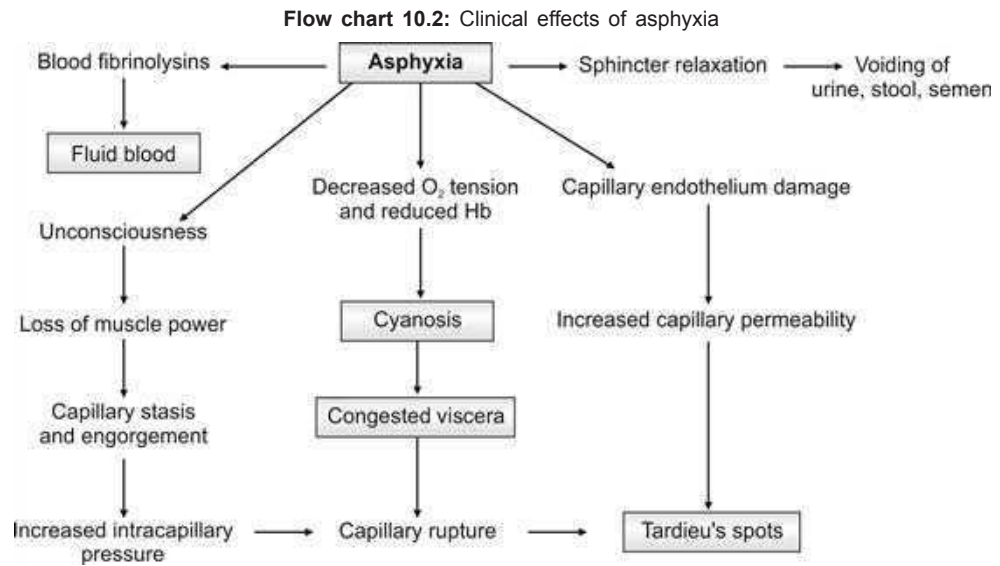 Flow chart 10.2: Clinical effects of asphyxia
Blood fibrinolysins
Asphyxia
Sphincter relaxation
Voiding of
urine, stool, semen
Fluid blood
Decreased O₂ tension
and reduced Hb
Capillary endothelium damage
Unconsciousness
Loss of muscle power
Cyanosis
Increased capillary permeability
Capillary stasis
and engorgement
Congested viscera
Increased intracapillary
pressure
Capillary rupture
Tardieu's spots